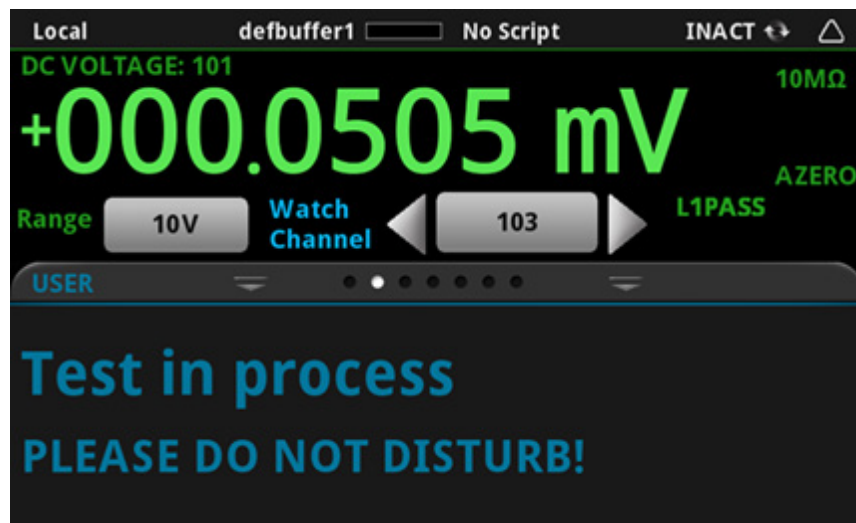 Local defbuffer1 No Script INACT
DC VOLTAGE: 101
10MΩ
+000.0505 mV
AZERO
Range 10V Watch Channel 103 L1PASS
USER
Test in process
PLEASE DO NOT DISTURB!